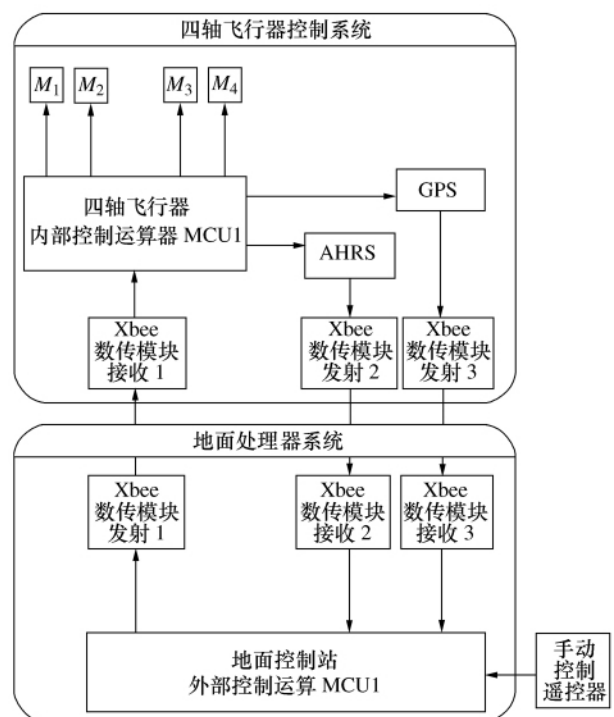 四轴飞行器控制系统
M1
M2
M3
M4
四轴飞行器
内部控制运算器 MCU1
GPS
AHRS
Xbee
数传模块
接收 1
Xbee
数传模块
发射 2
Xbee
数传模块
发射 3
地面处理器系统
Xbee
数传模块
发射 1
Xbee
数传模块
接收 2
Xbee
数传模块
接收 3
地面控制站
外部控制运算 MCU1
手动
控制
遥控器